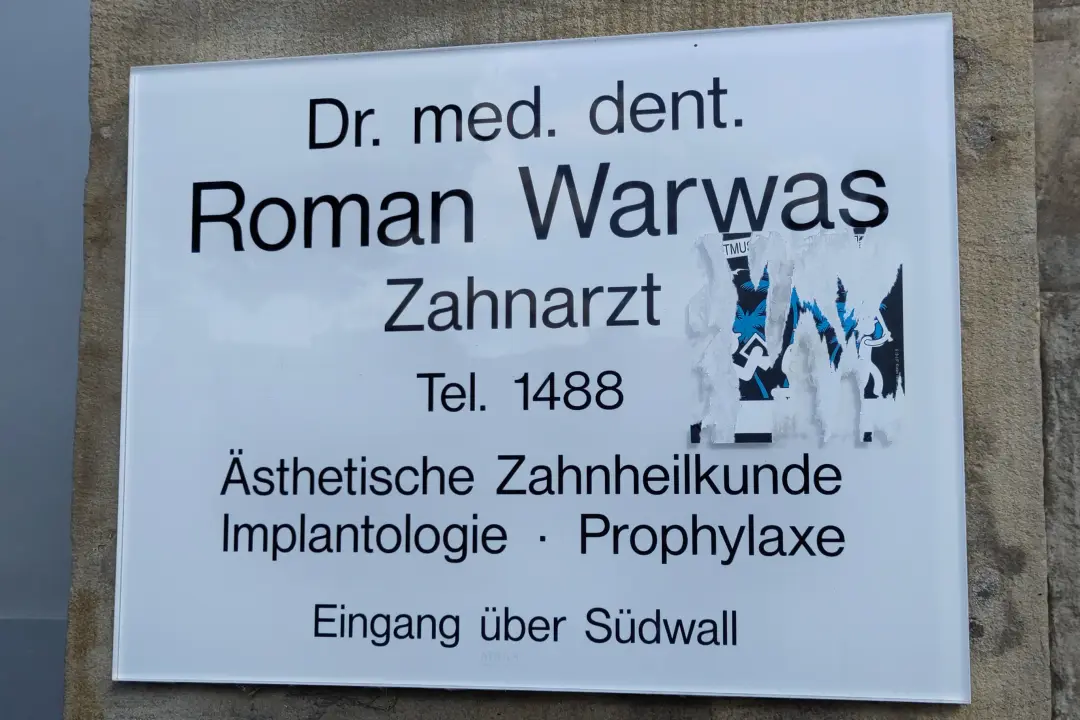 Dr. med. dent.
Roman Warwas
Zahnarzt
Tel. 1488
Ästhetische Zahnheilkunde
Implantologie · Prophylaxe
Eingang über Südwall